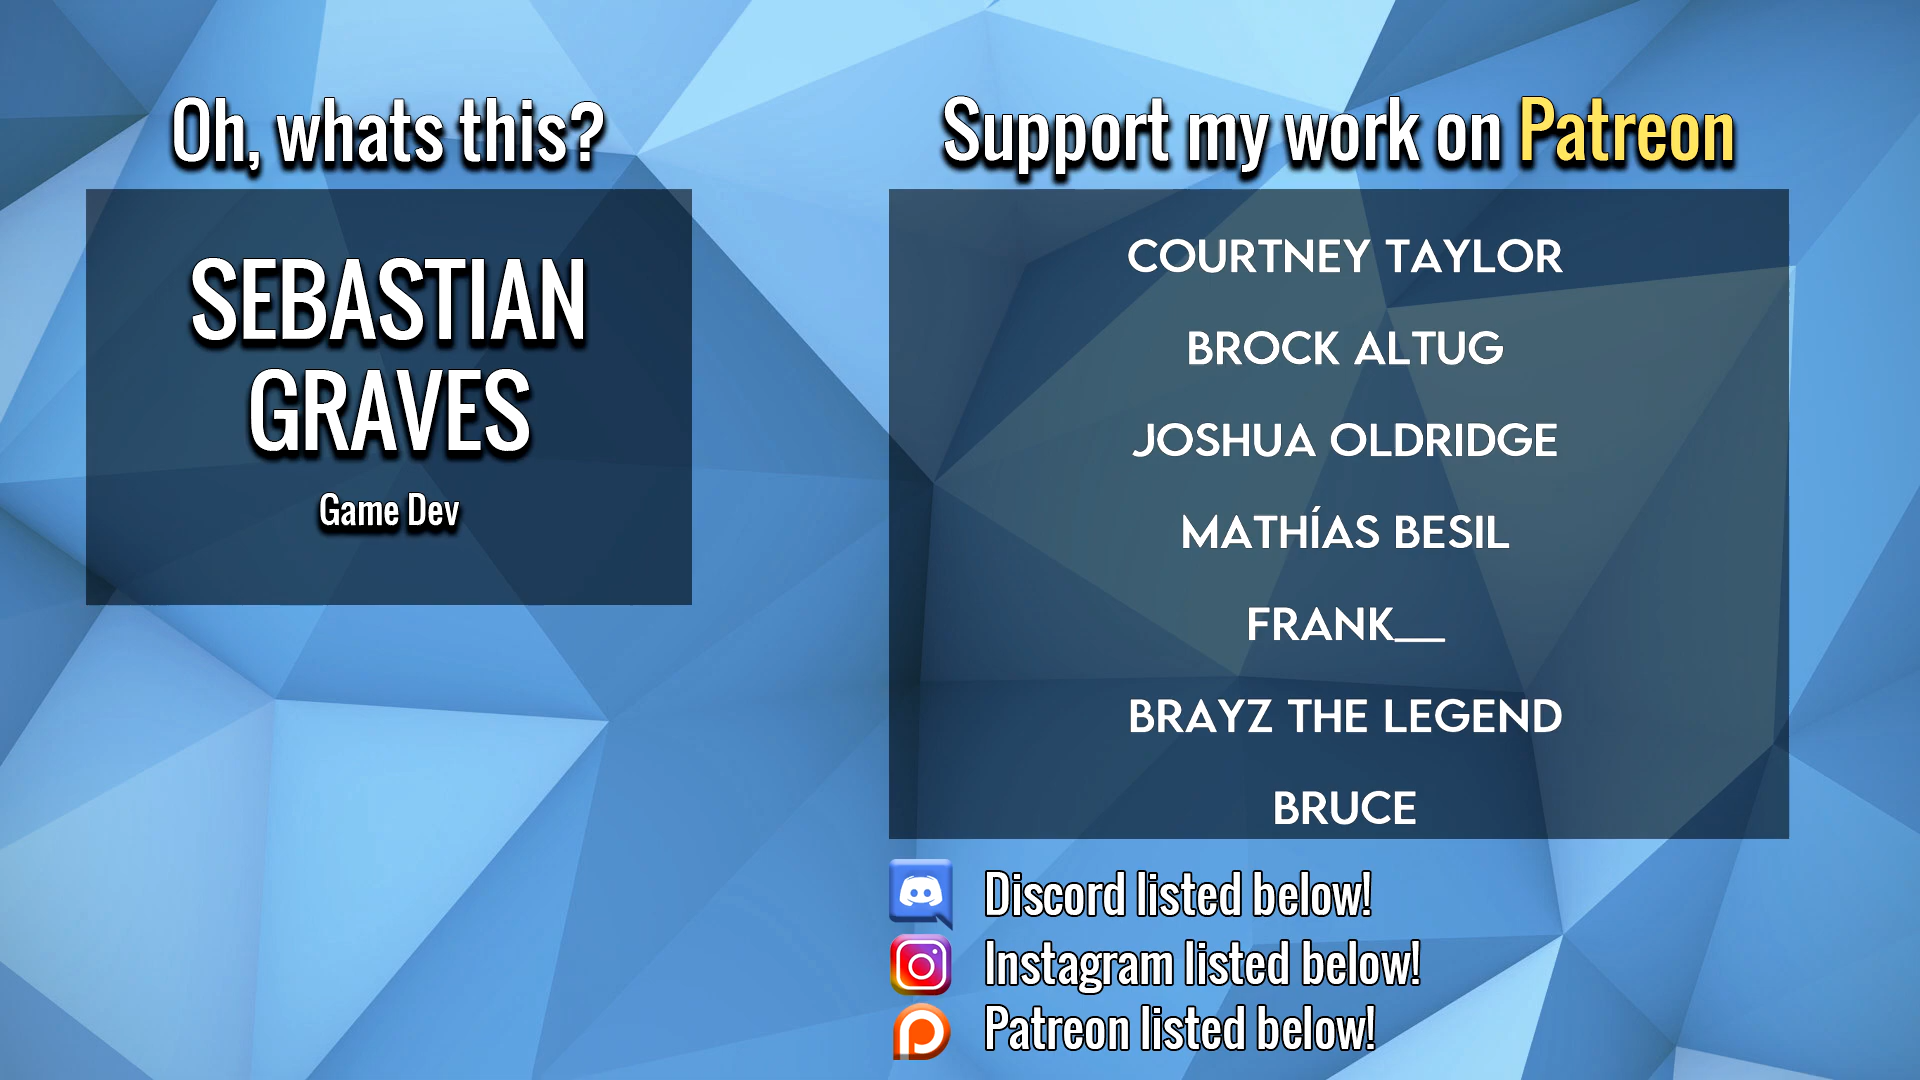 Oh, whats this?
SEBASTIAN
GRAVES
Game Dev
Support my work on Patreon
COURTNEY TAYLOR
BROCK ALTUG
JOSHUA OLDRIDGE
MATHÍAS BESIL
FRANK__
BRAYZ THE LEGEND
BRUCE
Discord listed below!
Instagram listed below!
Patreon listed below!